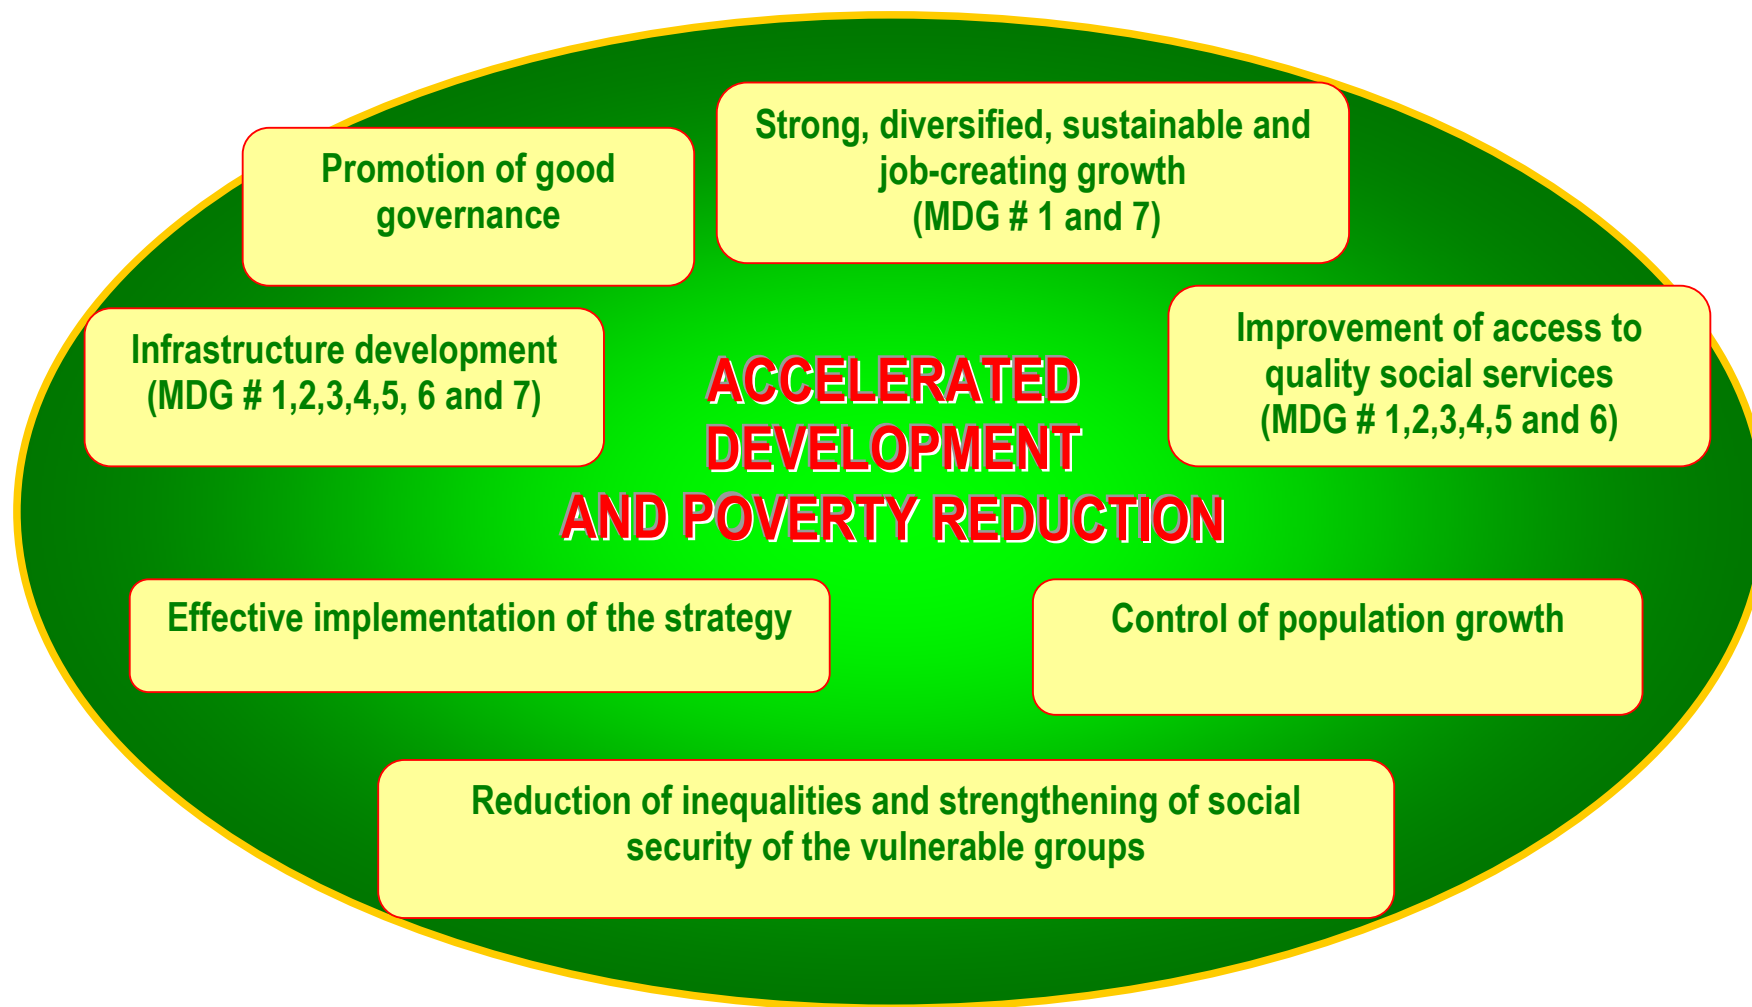 Strong, diversified, sustainable and
job-creating growth
(MDG # 1 and 7)
Promotion of good
governance
Improvement of access to
quality social services
(MDG # 1,2,3,4,5 and 6)
Infrastructure development
(MDG # 1,2,3,4,5, 6 and 7)
ACCELERATED
DEVELOPMENT
AND POVERTY REDUCTION
Effective implementation of the strategy
Control of population growth
Reduction of inequalities and strengthening of social
security of the vulnerable groups